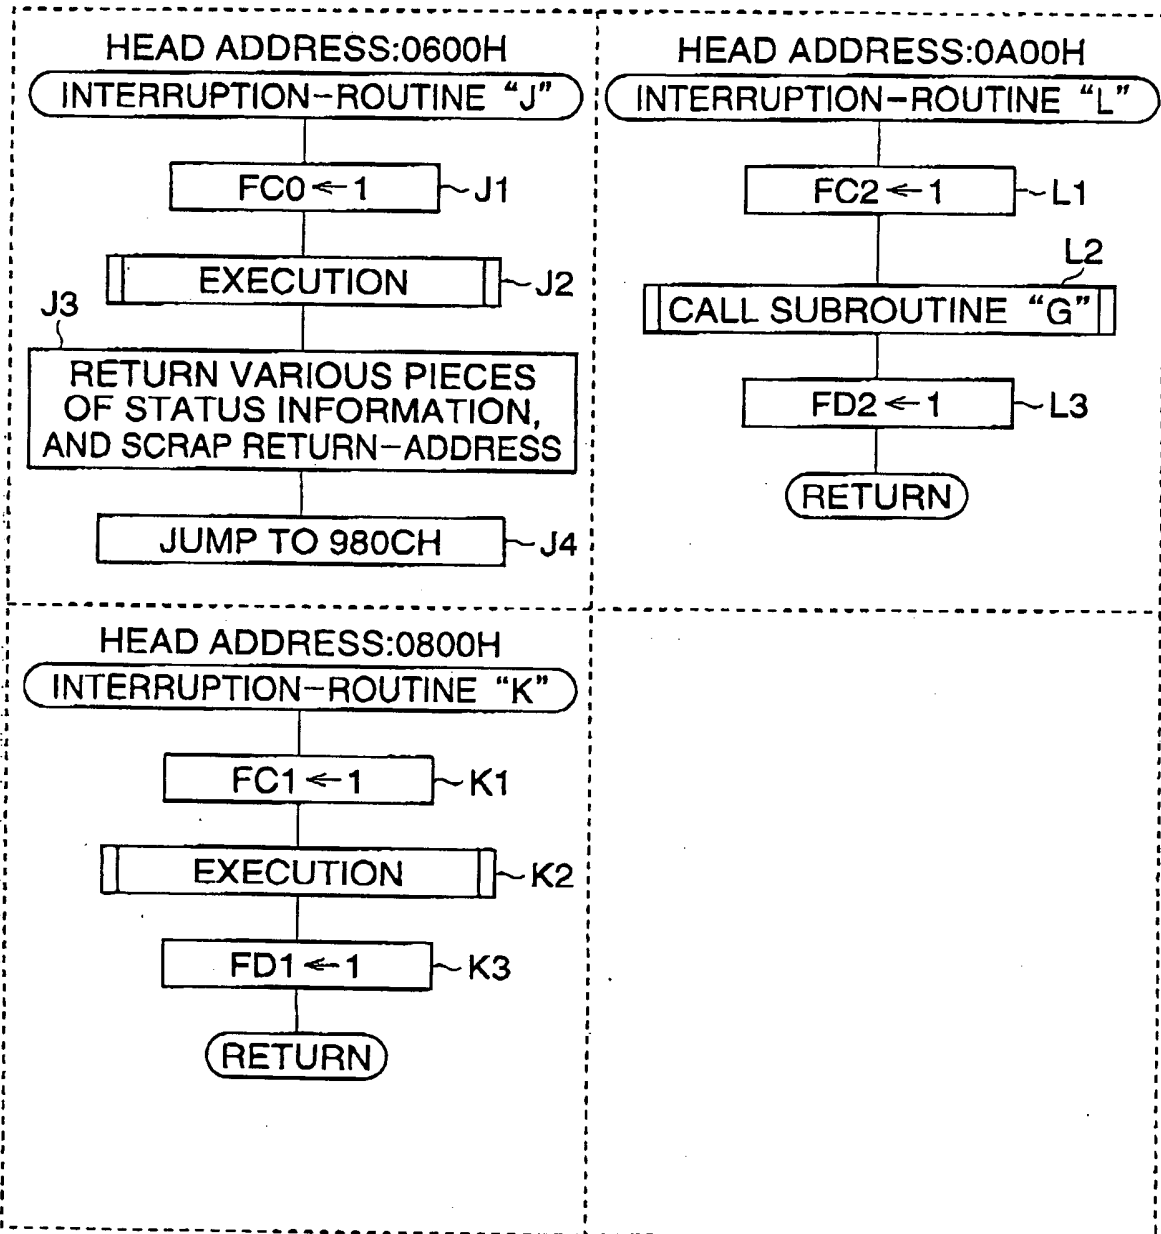 HEAD ADDRESS:0600H
INTERRUPTION-ROUTINE "J"
FC0←1
J1
EXECUTION
J2
J3
RETURN VARIOUS PIECES
OF STATUS INFORMATION,
AND SCRAP RETURN-ADDRESS
JUMP TO 980CH
J4
HEAD ADDRESS:0A00H
INTERRUPTION-ROUTINE "L"
FC2←1
L1
L2
CALL SUBROUTINE "G"
FD2←1
L3
RETURN
HEAD ADDRESS:0800H
INTERRUPTION-ROUTINE "K"
FC1←1
K1
EXECUTION
K2
FD1←1
K3
RETURN